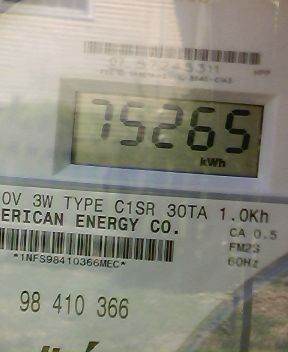 75265
kWh
0V 3W TYPE C1SR 30TA 1.0Kh
ERICAN ENERGY CO.
CA 0.5
FM2S
60Hz
*1NFS98410366MEC*
98 410 366